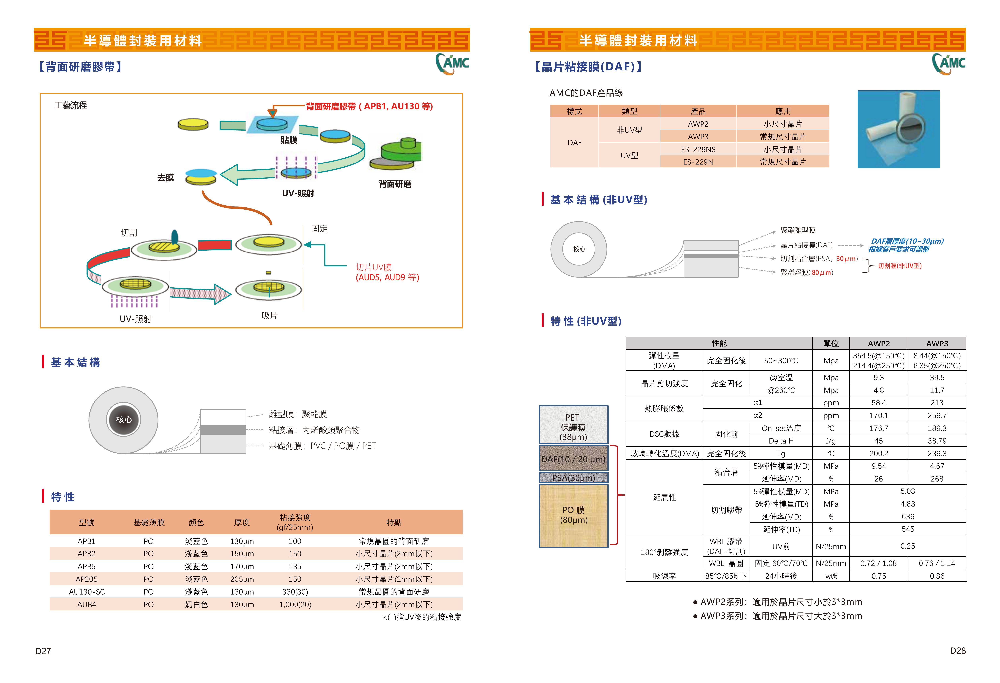 半導體封裝用材料
【背面研磨膠帶】
AMC
工藝流程
背面研磨膠帶 ( APB1, AU130 等)
貼膜
背面研磨
去膜
UV-照射
切割
固定
切片UV膜
(AUD5, AUD9 等)
UV-照射
吸片
基本結構
核心
離型膜：聚酯膜
粘接層：丙烯酸類聚合物
基礎薄膜：PVC / PO膜 / PET
特性
型號 基礎薄膜 顏色 厚度 粘接強度 (gf/25mm) 特點
APB1 PO 淺藍色 130μm 100 常規晶圓的背面研磨
APB2 PO 淺藍色 150μm 150 小尺寸晶片(2mm以下)
APB5 PO 淺藍色 170μm 135 小尺寸晶片(2mm以下)
AP205 PO 淺藍色 205μm 150 小尺寸晶片(2mm以下)
AU130-SC PO 淺藍色 130μm 330(30) 常規晶圓的背面研磨
AUB4 PO 奶白色 130μm 1,000(20) 小尺寸晶片(2mm以下)
*.( )指UV後的粘接強度
D27
半導體封裝用材料
【晶片粘接膜(DAF)】
AMC
AMC的DAF產品線
樣式 類型 產品 應用
DAF 非UV型 AWP2 小尺寸晶片
AWP3 常規尺寸晶片
UV型 ES-229NS 小尺寸晶片
ES-229N 常規尺寸晶片
基本結構 (非UV型)
核心
聚酯離型膜
晶片粘接膜(DAF)
DAF層厚度(10~30μm)
根據客戶要求可調整
切割粘合層(PSA，30μm)
聚烯烴膜( 80μm)
切割膜(非UV型)
特性 (非UV型)
PET
保護膜
(38μm)
DAF(10 / 20 μm)
PSA(30μm)
PO 膜
(80μm)
性能 單位 AWP2 AWP3
彈性模量 (DMA) 完全固化後 50~300℃ Mpa 354.5(@150℃) 214.4(@250℃) 8.44(@150℃) 6.35(@250℃)
晶片剪切強度 完全固化 @室溫 Mpa 9.3 39.5
@260℃ Mpa 4.8 11.7
熱膨脹係數 α1 ppm 58.4 213
α2 ppm 170.1 259.7
DSC數據 固化前 On-set溫度 ℃ 176.7 189.3
Delta H J/g 45 38.79
玻璃轉化溫度(DMA) 完全固化後 Tg ℃ 200.2 239.3
延展性 粘合層 5%彈性模量(MD) MPa 9.54 4.67
延伸率(MD) % 26 268
切割膠帶 5%彈性模量(MD) MPa 5.03
5%彈性模量(TD) MPa 4.83
延伸率(MD) % 636
延伸率(TD) % 545
180°剝離強度 WBL 膠帶 (DAF-切割) UV前 N/25mm 0.25
WBL-晶圓 固定 60℃/70℃ N/25mm 0.72 / 1.08 0.76 / 1.14
吸濕率 85℃/85% 下 24小時後 wt% 0.75 0.86
● AWP2系列：適用於晶片尺寸小於3*3mm
● AWP3系列：適用於晶片尺寸大於3*3mm
D28